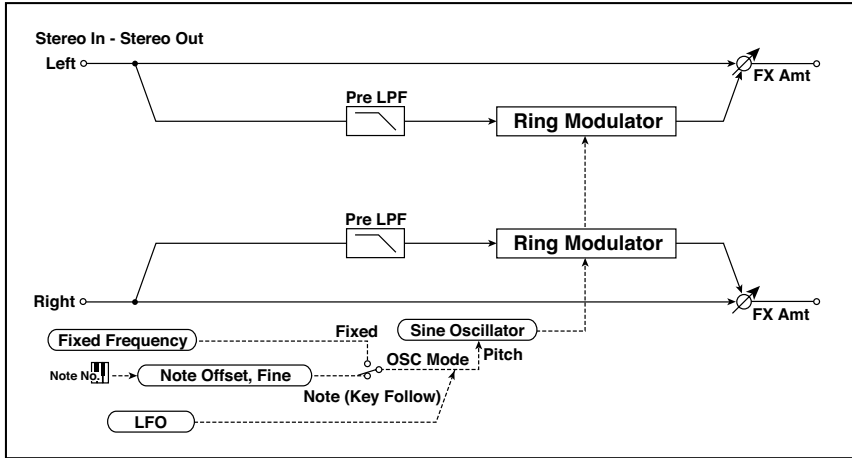 Stereo In - Stereo Out
Left
FX Amt
Pre LPF
Ring Modulator
Pre LPF
Ring Modulator
Right
FX Amt
Fixed Frequency
Fixed
Sine Oscillator
Note No.
Note Offset, Fine
OSC Mode
Pitch
Note (Key Follow)
LFO